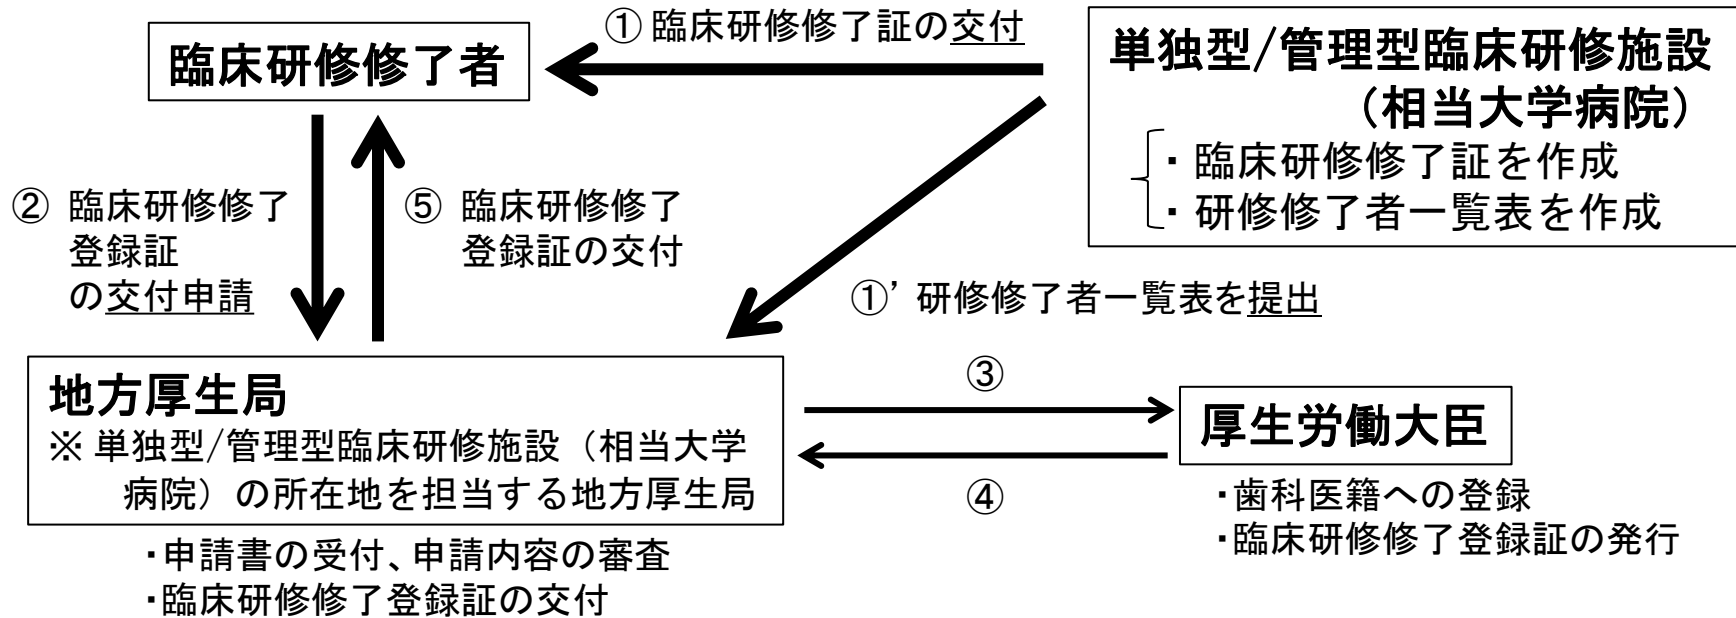 ① 臨床研修修了証の交付
臨床研修修了者
単独型/管理型臨床研修施設
（相当大学病院）
・ 臨床研修修了証を作成
・ 研修修了者一覧表を作成
② 臨床研修修了
登録証
の交付申請
⑤ 臨床研修修了
登録証の交付
①’ 研修修了者一覧表を提出
地方厚生局
※ 単独型/管理型臨床研修施設（相当大学
病院）の所在地を担当する地方厚生局
・申請書の受付、申請内容の審査
・臨床研修修了登録証の交付
③
④
厚生労働大臣
・歯科医籍への登録
・臨床研修修了登録証の発行